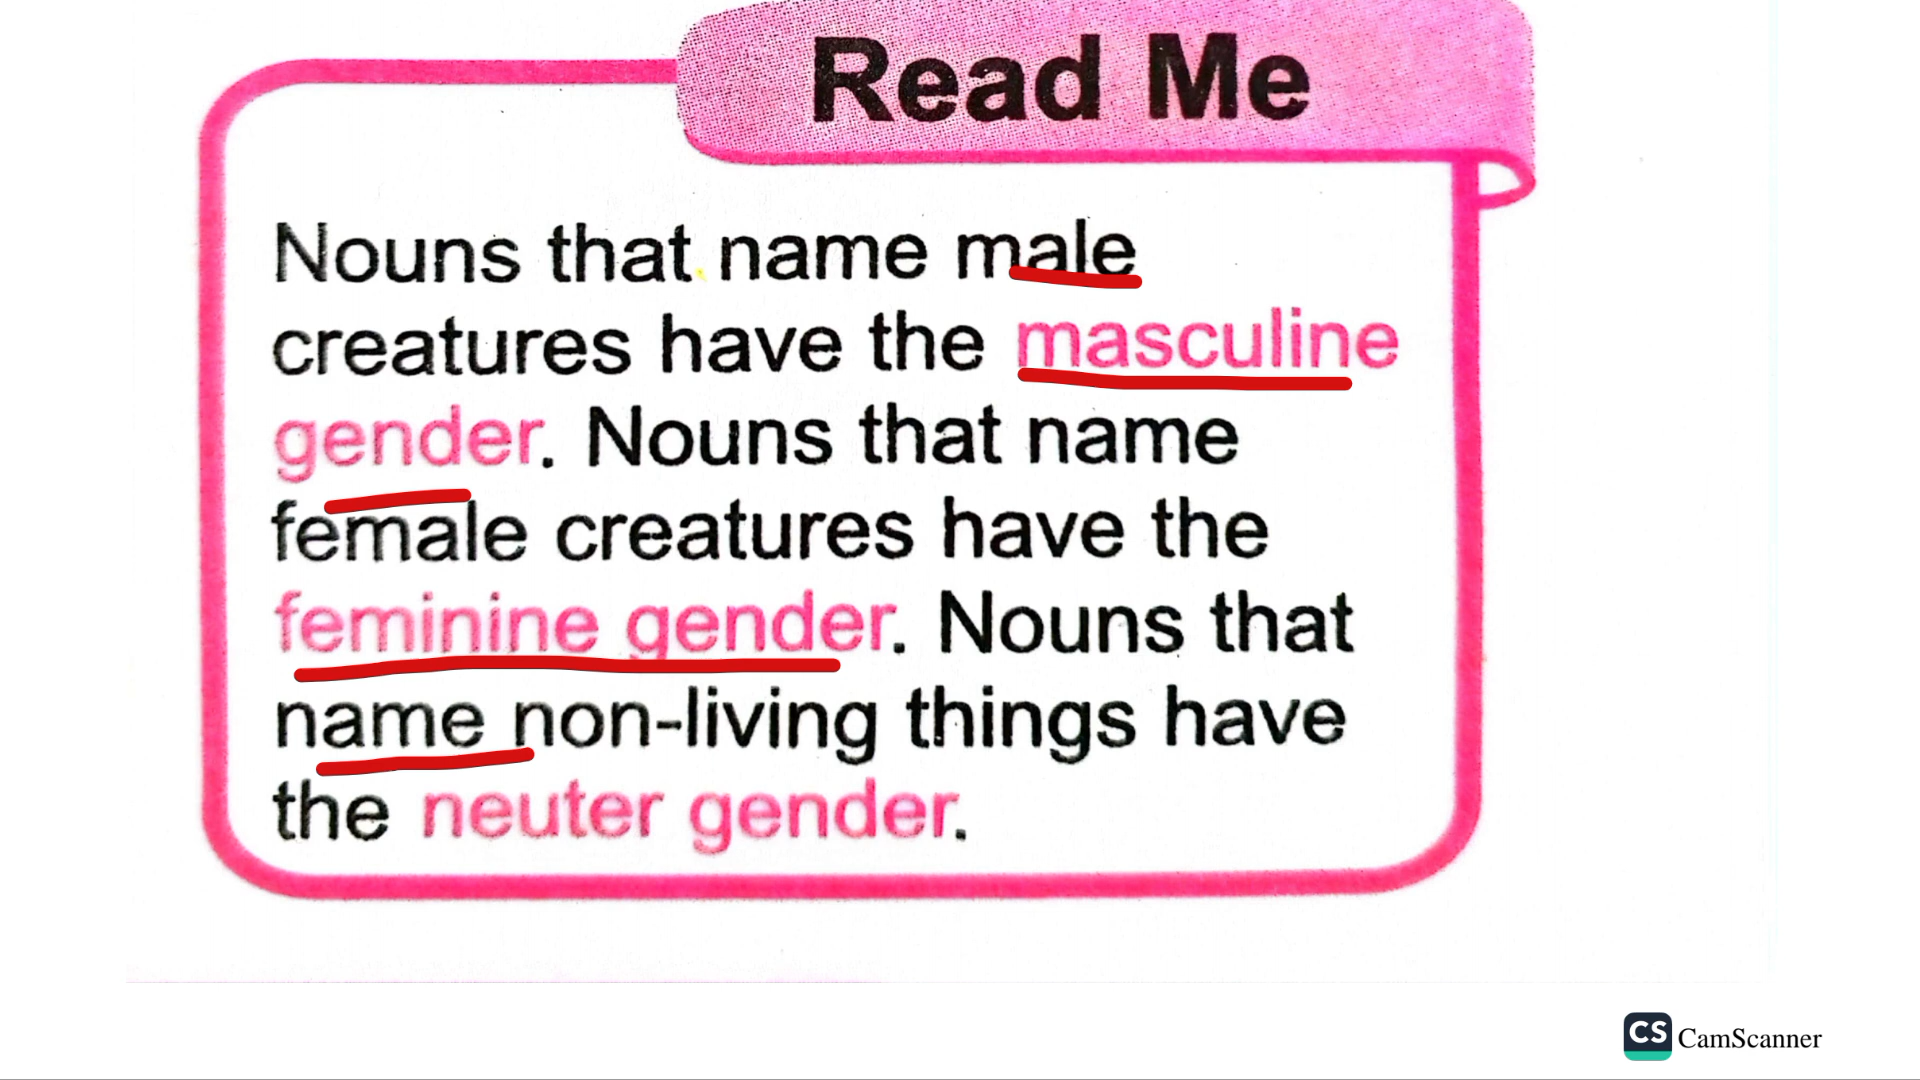 Read Me
Nouns that name male
creatures have the masculine
gender. Nouns that name
female creatures have the
feminine gender. Nouns that
name non-living things have
the neuter gender.
CS CamScanner